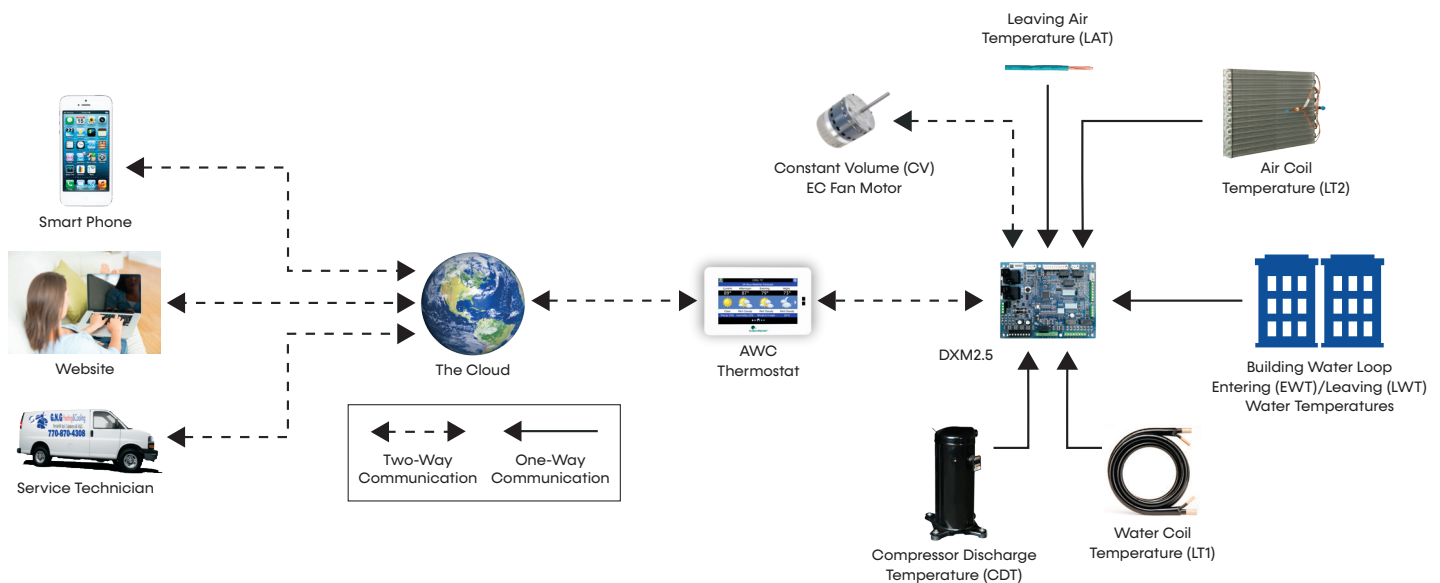 Leaving Air
Temperature (LAT)
Smart Phone
Constant Volume (CV)
EC Fan Motor
Air Coil
Temperature (LT2)
Website
The Cloud
AWC
Thermostat
DXM2.5
Building Water Loop
Entering (EWT)/Leaving (LWT)
Water Temperatures
G.N.G Heating&Cooling
770-870-4308
Service Technician
Two-Way
Communication
One-Way
Communication
Compressor Discharge
Temperature (CDT)
Water Coil
Temperature (LT1)